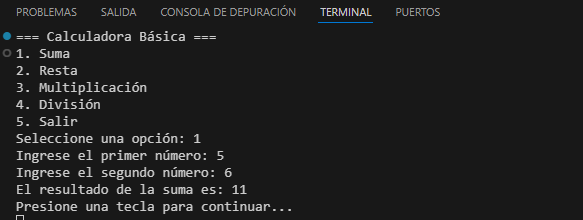 PROBLEMAS SALIDA CONSOLA DE DEPURACIÓN TERMINAL PUERTOS
=== Calculadora Básica ===
1. Suma
2. Resta
3. Multiplicación
4. División
5. Salir
Seleccione una opción: 1
Ingrese el primer número: 5
Ingrese el segundo número: 6
El resultado de la suma es: 11
Presione una tecla para continuar...